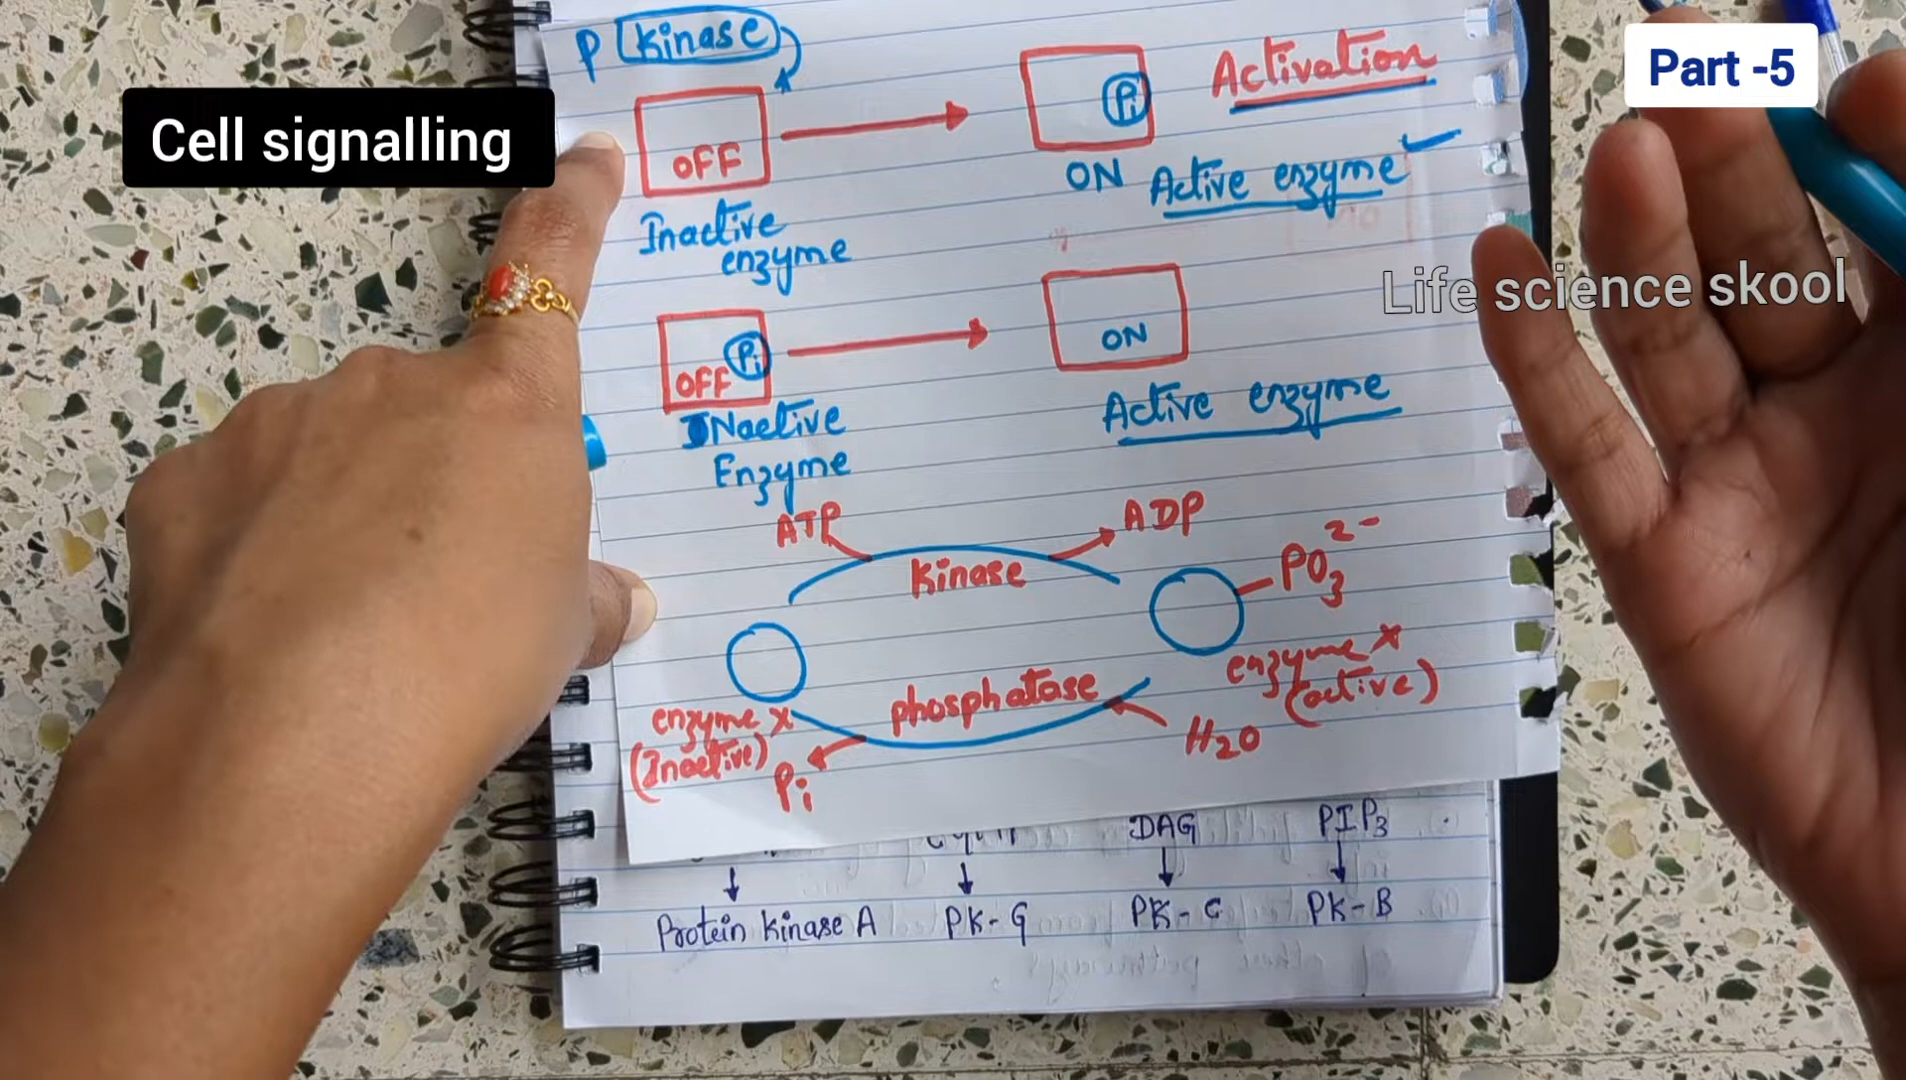 Part -5
Cell signalling
Life science skool
P Kinase
OFF
Pi
ON
Activation
Inactive
enzyme
Active enzyme
OFF Pi
ON
INactive
Enzyme
Active enzyme
ATP
ADP
Kinase
PO₃²⁻
enzyme x
(active)
enzyme x
(Inactive)
phosphatase
H₂O
Pi
DAG
PIP₃
Protein kinase A
PK-G
PK-C
PK-B